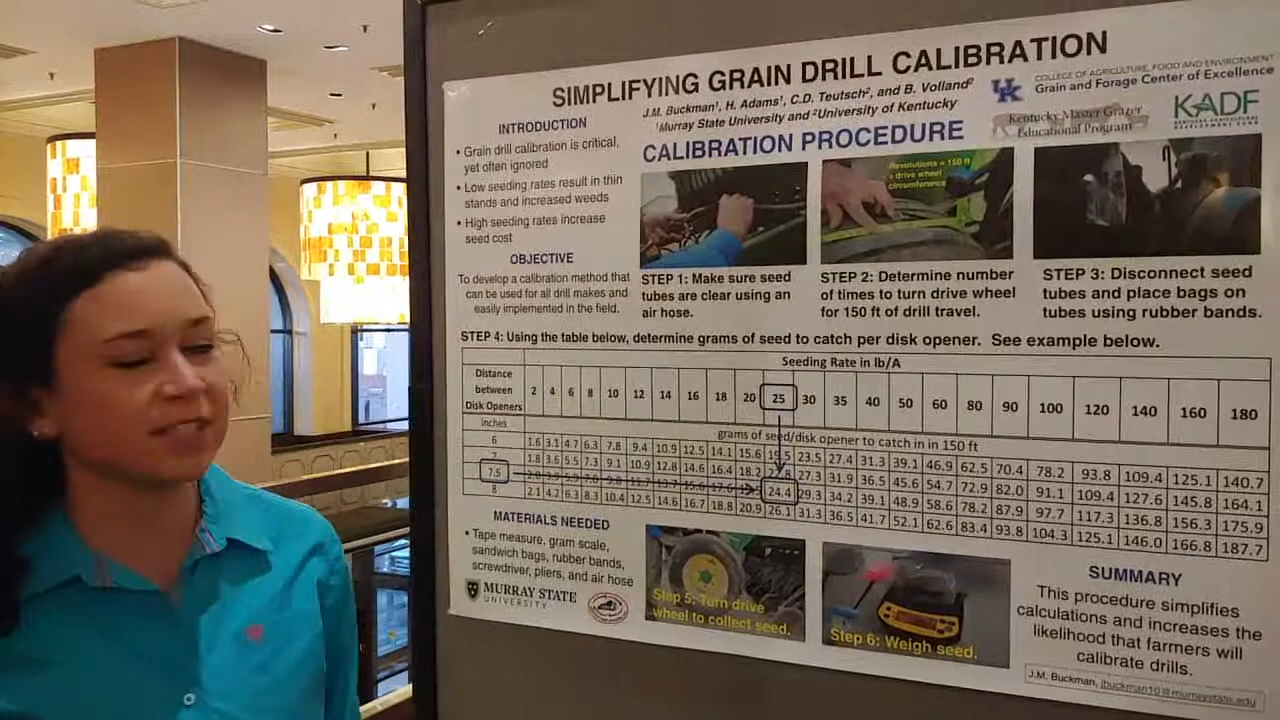 SIMPLIFYING GRAIN DRILL CALIBRATION
J.M. Buckman¹, H. Adams¹, C.D. Teutsch², and B. Volland²
¹Murray State University and ²University of Kentucky
COLLEGE OF AGRICULTURE, FOOD AND ENVIRONMENT
Grain and Forage Center of Excellence
UK
Kentucky Master Grazer
Educational Program
KADF
INTRODUCTION
• Grain drill calibration is critical,
yet often ignored
• Low seeding rates result in thin
stands and increased weeds
• High seeding rates increase
seed cost
OBJECTIVE
To develop a calibration method that
can be used for all drill makes and
easily implemented in the field.
CALIBRATION PROCEDURE
Revolutions = 150 ft
÷ drive wheel
circumference
STEP 1: Make sure seed
tubes are clear using an
air hose.
STEP 2: Determine number
of times to turn drive wheel
for 150 ft of drill travel.
STEP 3: Disconnect seed
tubes and place bags on
tubes using rubber bands.
STEP 4: Using the table below, determine grams of seed to catch per disk opener. See example below.
Seeding Rate in lb/A
Distance
between
Disk Openers
2 4 6 8 10 12 14 16 18 20 25 30 35 40 50 60 80 90 100 120 140 160 180
inches
grams of seed/disk opener to catch in in 150 ft
6 1.6 3.1 4.7 6.3 7.8 9.4 10.9 12.5 14.1 15.6 19.5 23.5 27.4 31.3 39.1 46.9 62.5 70.4 78.2 93.8 109.4 125.1 140.7
7 1.8 3.6 5.5 7.3 9.1 10.9 12.8 14.6 16.4 18.2 27.3 31.9 36.5 45.6 54.7 72.9 82.0 91.1 109.4 127.6 145.8 164.1
7.5 24.4 29.3 34.2 39.1 48.9 58.6 78.2 87.9 97.7 117.3 136.8 156.3 175.9
8 2.1 4.2 6.3 8.3 10.4 12.5 14.6 16.7 18.8 20.9 26.1 31.3 36.5 41.7 52.1 62.6 83.4 93.8 104.3 125.1 146.0 166.8 187.7
MATERIALS NEEDED
• Tape measure, gram scale,
sandwich bags, rubber bands,
screwdriver, pliers, and air hose
MURRAY STATE
UNIVERSITY
Step 5: Turn drive
wheel to collect seed.
Step 6: Weigh seed.
SUMMARY
This procedure simplifies
calculations and increases the
likelihood that farmers will
calibrate drills.
J.M. Buckman, jbuckman10@murraystate.edu